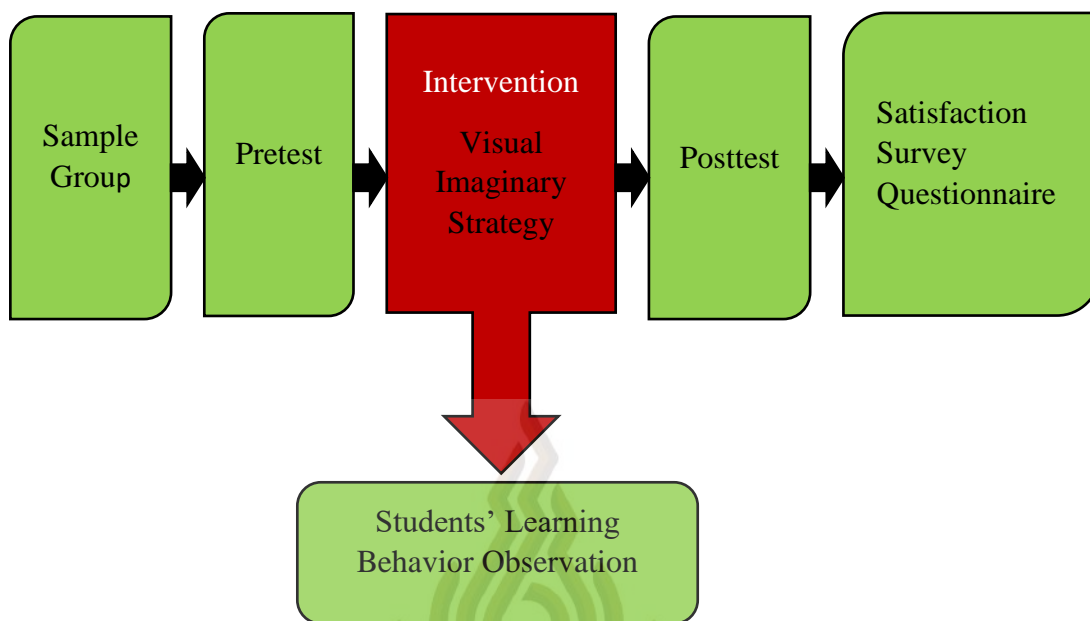 Sample
Group
Pretest
Intervention
Visual
Imaginary
Strategy
Posttest
Satisfaction
Survey
Questionnaire
Students’ Learning
Behavior Observation